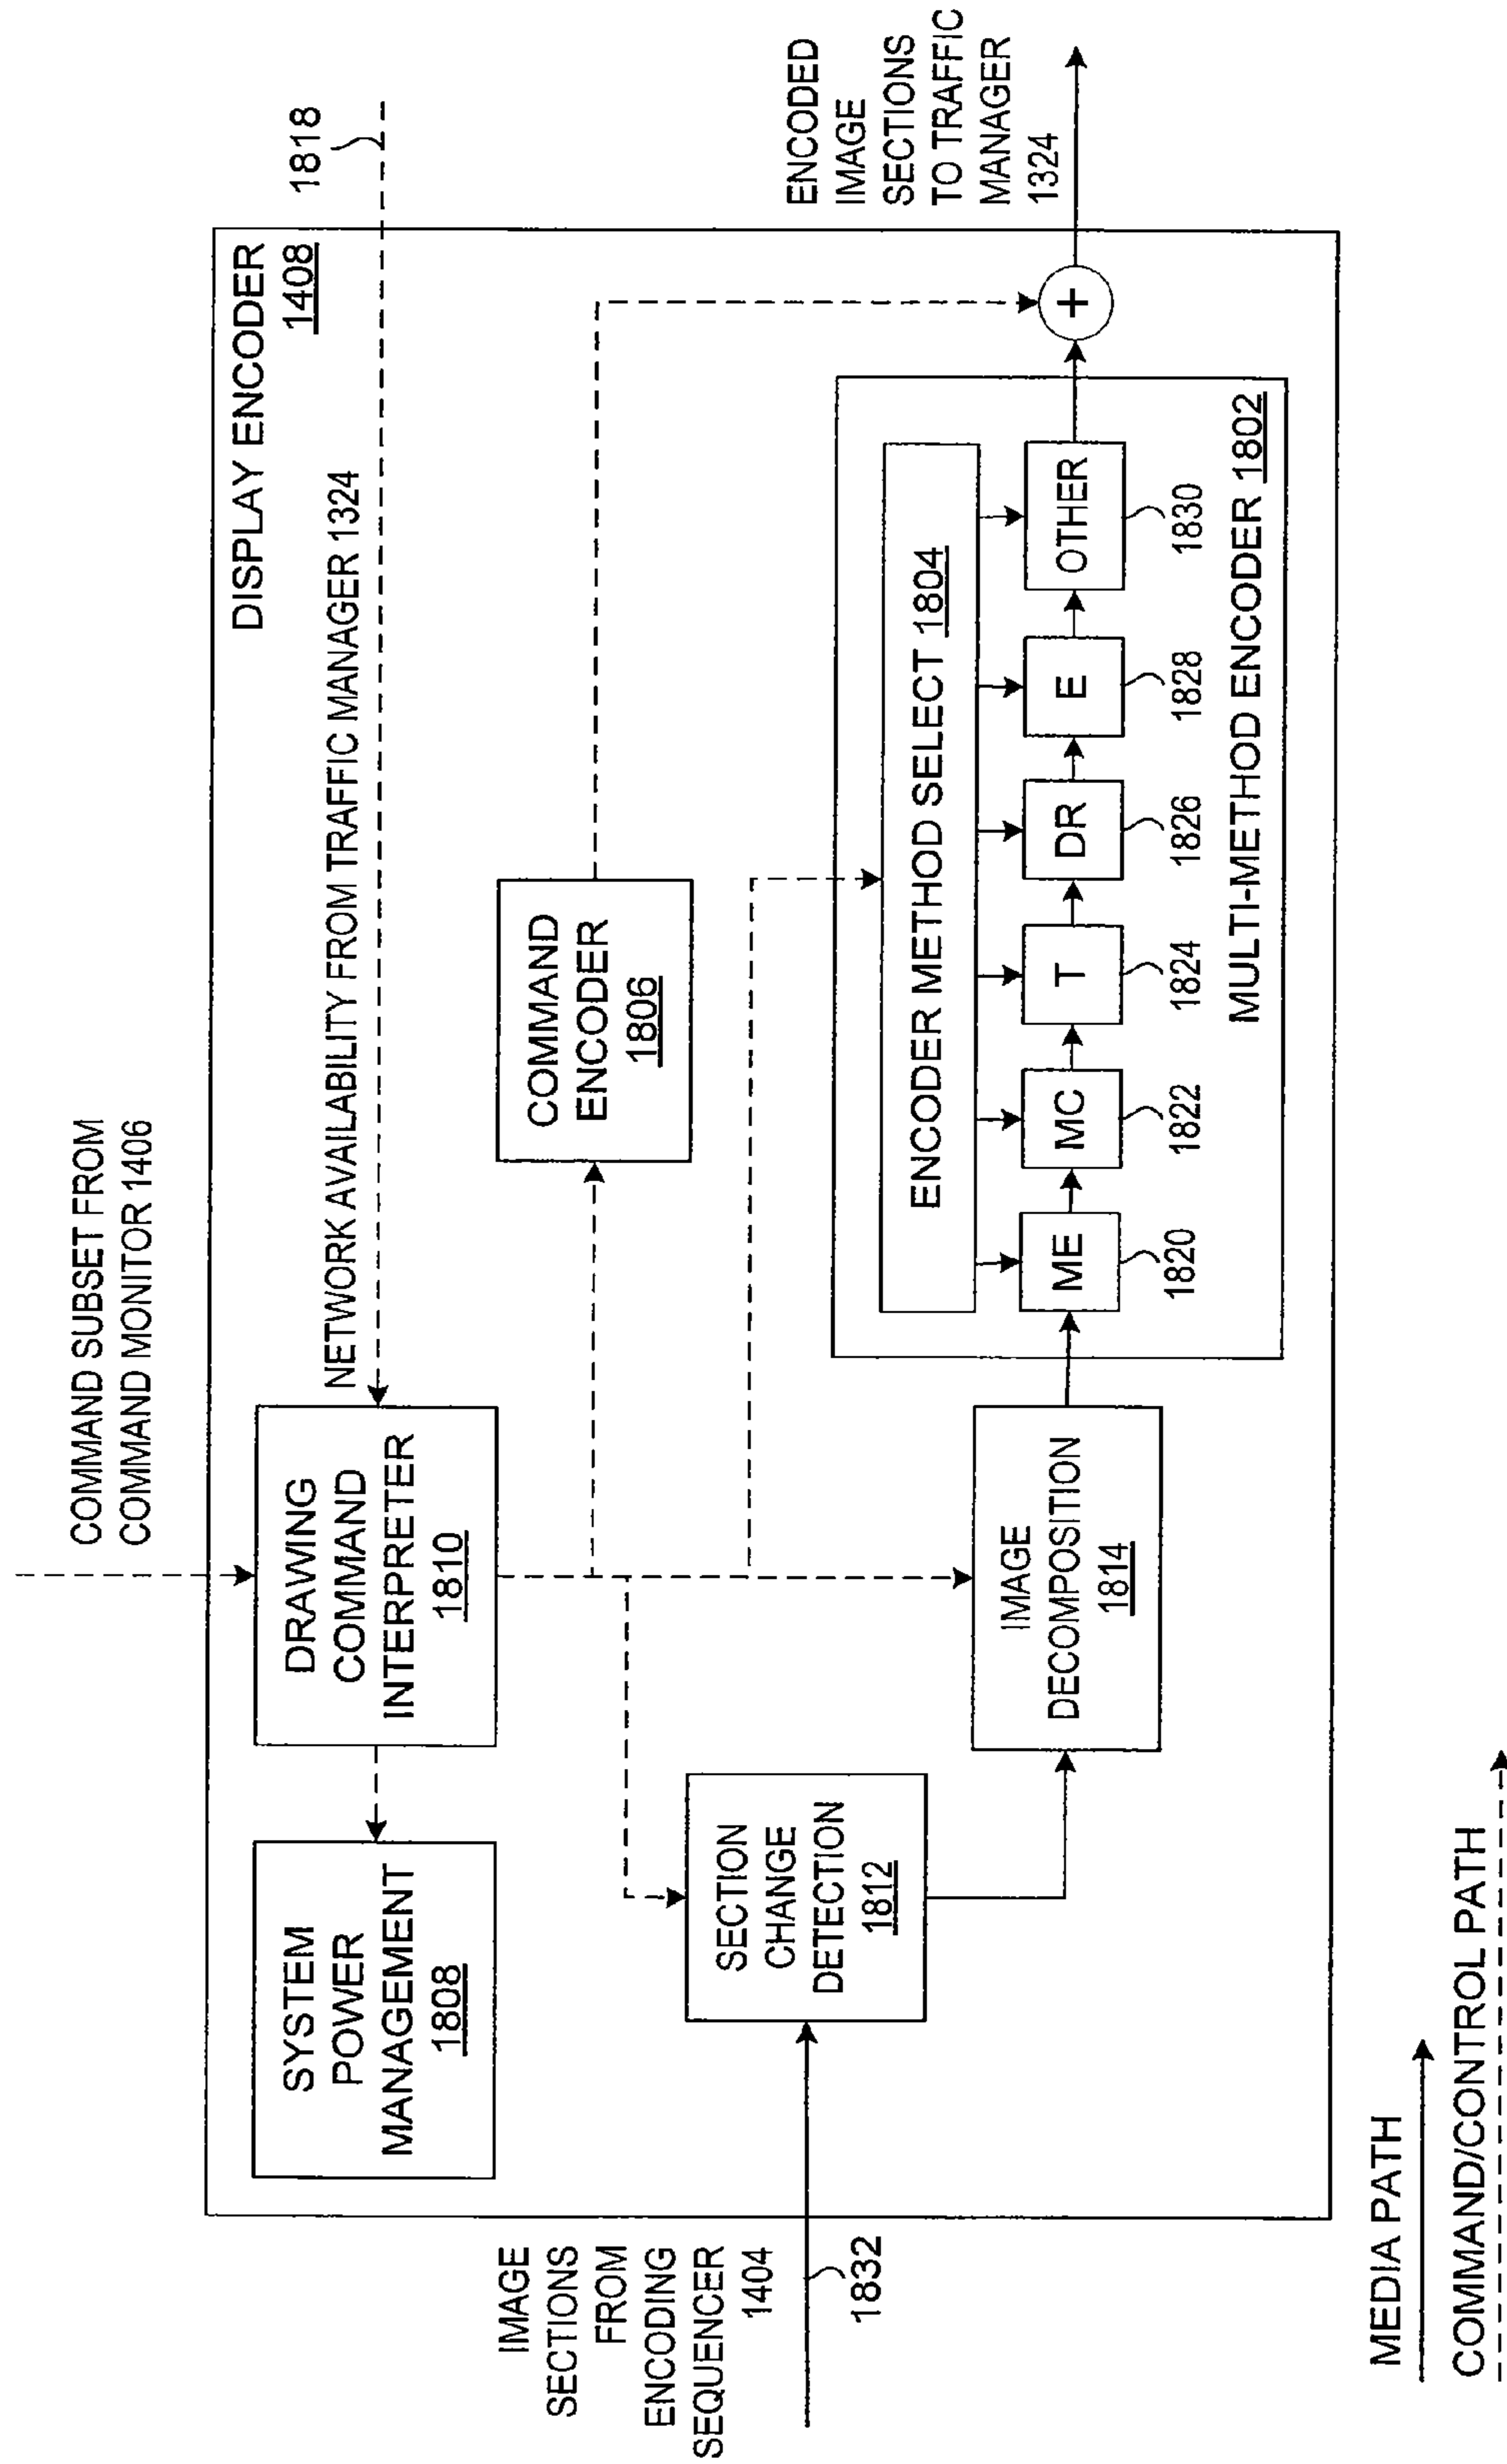 COMMAND SUBSET FROM
COMMAND MONITOR 1406
DISPLAY ENCODER
1408
1818
NETWORK AVAILABILITY FROM TRAFFIC MANAGER 1324
SYSTEM
POWER
MANAGEMENT
1808
DRAWING
COMMAND
INTERPRETER
1810
COMMAND
ENCODER
1806
IMAGE
SECTIONS
FROM
ENCODING
SEQUENCER
1404
1832
SECTION
CHANGE
DETECTION
1812
IMAGE
DECOMPOSITION
1814
ENCODER METHOD SELECT 1804
ME
MC
T
DR
E
OTHER
1820
1822
1824
1826
1828
1830
MULTI-METHOD ENCODER 1802
+
ENCODED
IMAGE
SECTIONS
TO TRAFFIC
MANAGER
1324
MEDIA PATH
COMMAND/CONTROL PATH